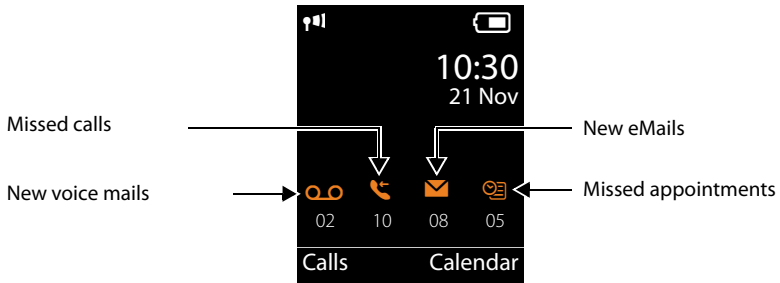 10:30
21 Nov
Missed calls
New eMails
New voice mails
Missed appointments
02 10 08 05
Calls Calendar